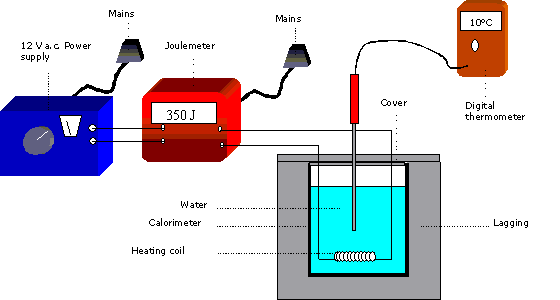 Mains
Mains
12 V a.c. Power
supply
Joulemeter
10°C
350 J
Cover
Digital
thermometer
Water
Calorimeter
Lagging
Heating coil